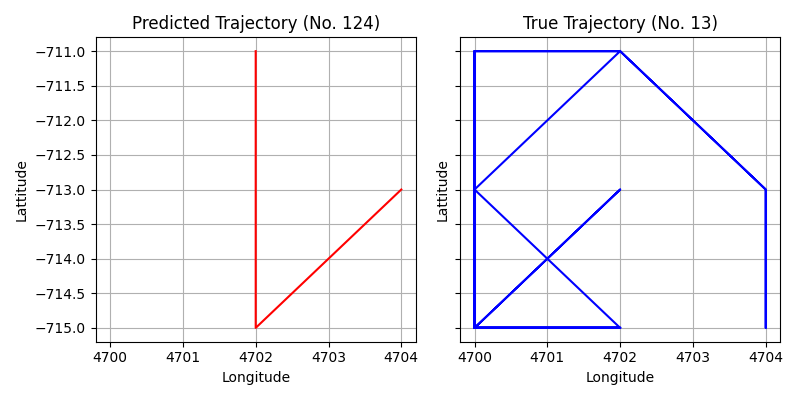 Predicted Trajectory (No. 124)
True Trajectory (No. 13)
Lattitude
−711.0
−711.5
−712.0
−712.5
−713.0
−713.5
−714.0
−714.5
−715.0
4700 4701 4702 4703 4704
Longitude
Lattitude
4700 4701 4702 4703 4704
Longitude